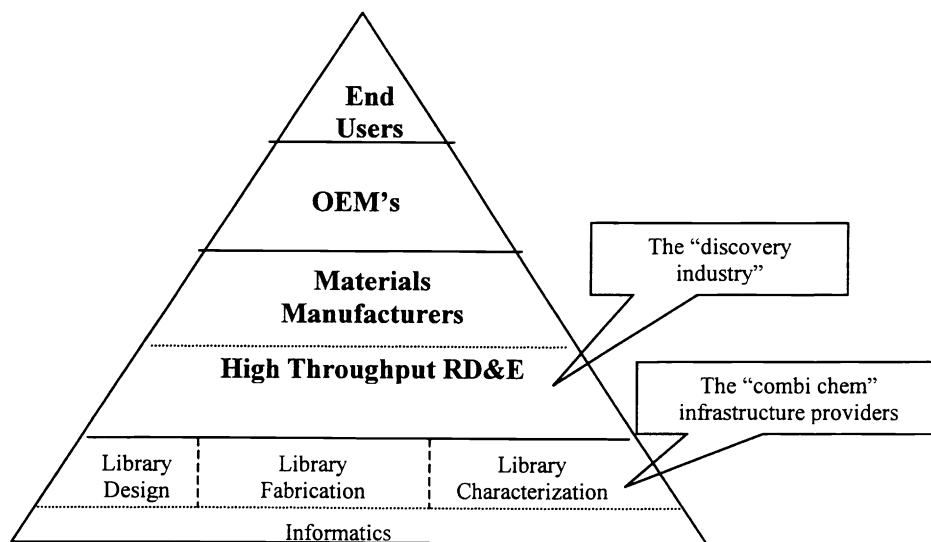 End
Users
OEM's
The "discovery
industry"
Materials
Manufacturers
High Throughput RD&E
The "combi chem"
infrastructure providers
Library
Design
Library
Fabrication
Library
Characterization
Informatics